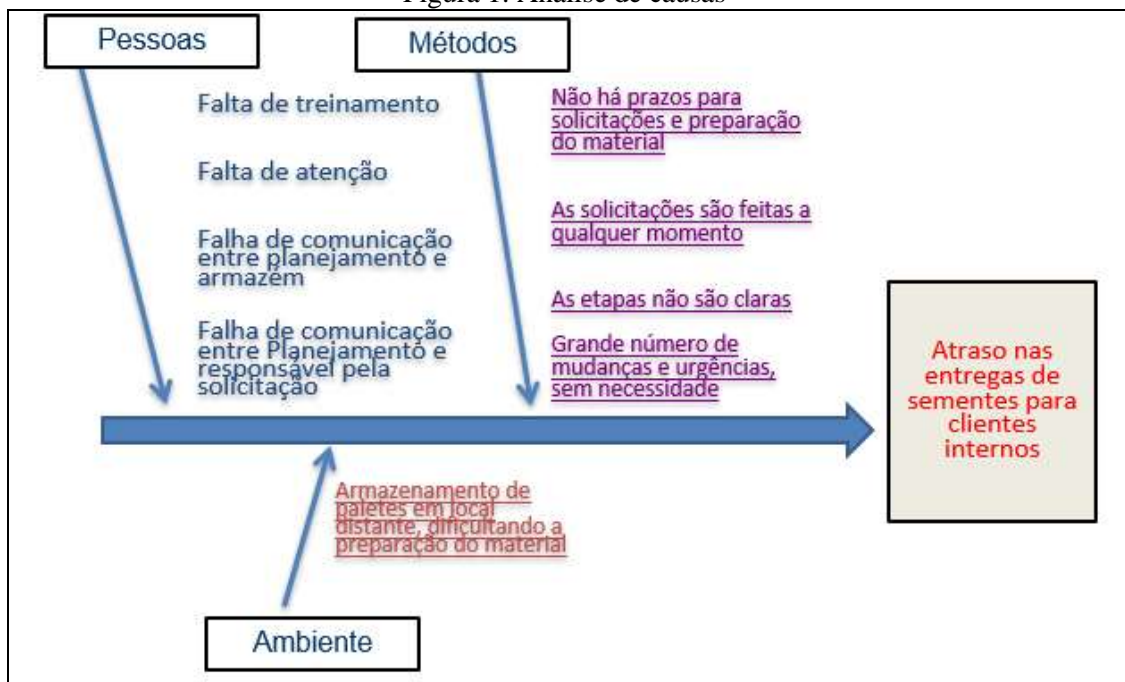 Figura 1: Análise de causas
Pessoas
Métodos
Falta de treinamento
Falta de atenção
Falha de comunicação
entre planejamento e
armazém
Falha de comunicação
entre Planejamento e
responsável pela
solicitação
Não há prazos para
solicitações e preparação
do material
As solicitações são feitas a
qualquer momento
As etapas não são claras
Grande número de
mudanças e urgências,
sem necessidade
Atraso nas
entregas de
sementes para
clientes
internos
Armazenamento de
paletes em local
distante, dificultando a
preparação do material
Ambiente